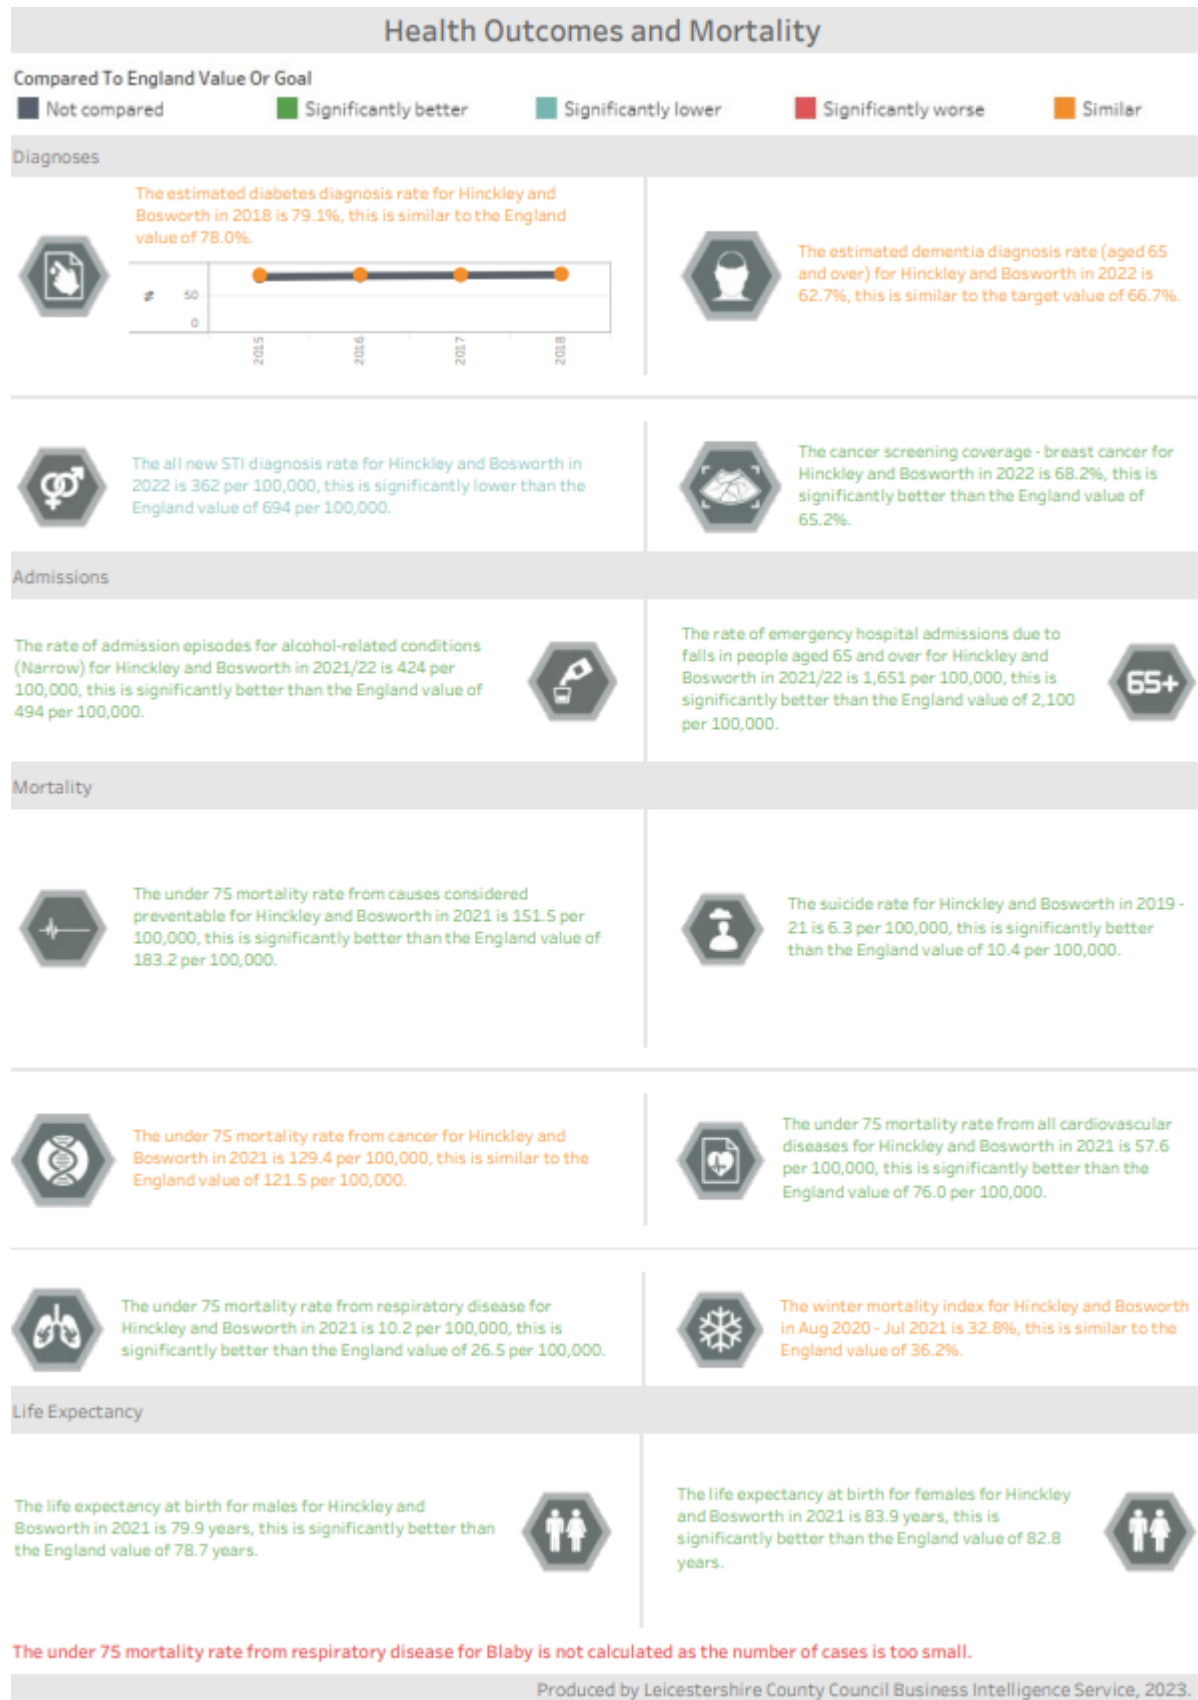 Health Outcomes and Mortality
Compared To England Value Or Goal
Not compared
Significantly better
Significantly lower
Significantly worse
Similar
Diagnoses
The estimated diabetes diagnosis rate for Hinckley and
Bosworth in 2018 is 79.1%, this is similar to the England
value of 78.0%.
%
50
0
2015
2016
2017
2018
The estimated dementia diagnosis rate (aged 65
and over) for Hinckley and Bosworth in 2022 is
62.7%, this is similar to the target value of 66.7%.
The all new STI diagnosis rate for Hinckley and Bosworth in
2022 is 362 per 100,000, this is significantly lower than the
England value of 694 per 100,000.
The cancer screening coverage - breast cancer for
Hinckley and Bosworth in 2022 is 68.2%, this is
significantly better than the England value of
65.2%.
Admissions
The rate of admission episodes for alcohol-related conditions
(Narrow) for Hinckley and Bosworth in 2021/22 is 424 per
100,000, this is significantly better than the England value of
494 per 100,000.
The rate of emergency hospital admissions due to
falls in people aged 65 and over for Hinckley and
Bosworth in 2021/22 is 1,651 per 100,000, this is
significantly better than the England value of 2,100
per 100,000.
65+
Mortality
The under 75 mortality rate from causes considered
preventable for Hinckley and Bosworth in 2021 is 151.5 per
100,000, this is significantly better than the England value of
183.2 per 100,000.
The suicide rate for Hinckley and Bosworth in 2019 -
21 is 6.3 per 100,000, this is significantly better
than the England value of 10.4 per 100,000.
The under 75 mortality rate from cancer for Hinckley and
Bosworth in 2021 is 129.4 per 100,000, this is similar to the
England value of 121.5 per 100,000.
The under 75 mortality rate from all cardiovascular
diseases for Hinckley and Bosworth in 2021 is 57.6
per 100,000, this is significantly better than the
England value of 76.0 per 100,000.
The under 75 mortality rate from respiratory disease for
Hinckley and Bosworth in 2021 is 10.2 per 100,000, this is
significantly better than the England value of 26.5 per 100,000.
The winter mortality index for Hinckley and Bosworth
in Aug 2020 - Jul 2021 is 32.8%, this is similar to the
England value of 36.2%.
Life Expectancy
The life expectancy at birth for males for Hinckley and
Bosworth in 2021 is 79.9 years, this is significantly better than
the England value of 78.7 years.
The life expectancy at birth for females for Hinckley
and Bosworth in 2021 is 83.9 years, this is
significantly better than the England value of 82.8
years.
The under 75 mortality rate from respiratory disease for Blaby is not calculated as the number of cases is too small.
Produced by Leicestershire County Council Business Intelligence Service, 2023.